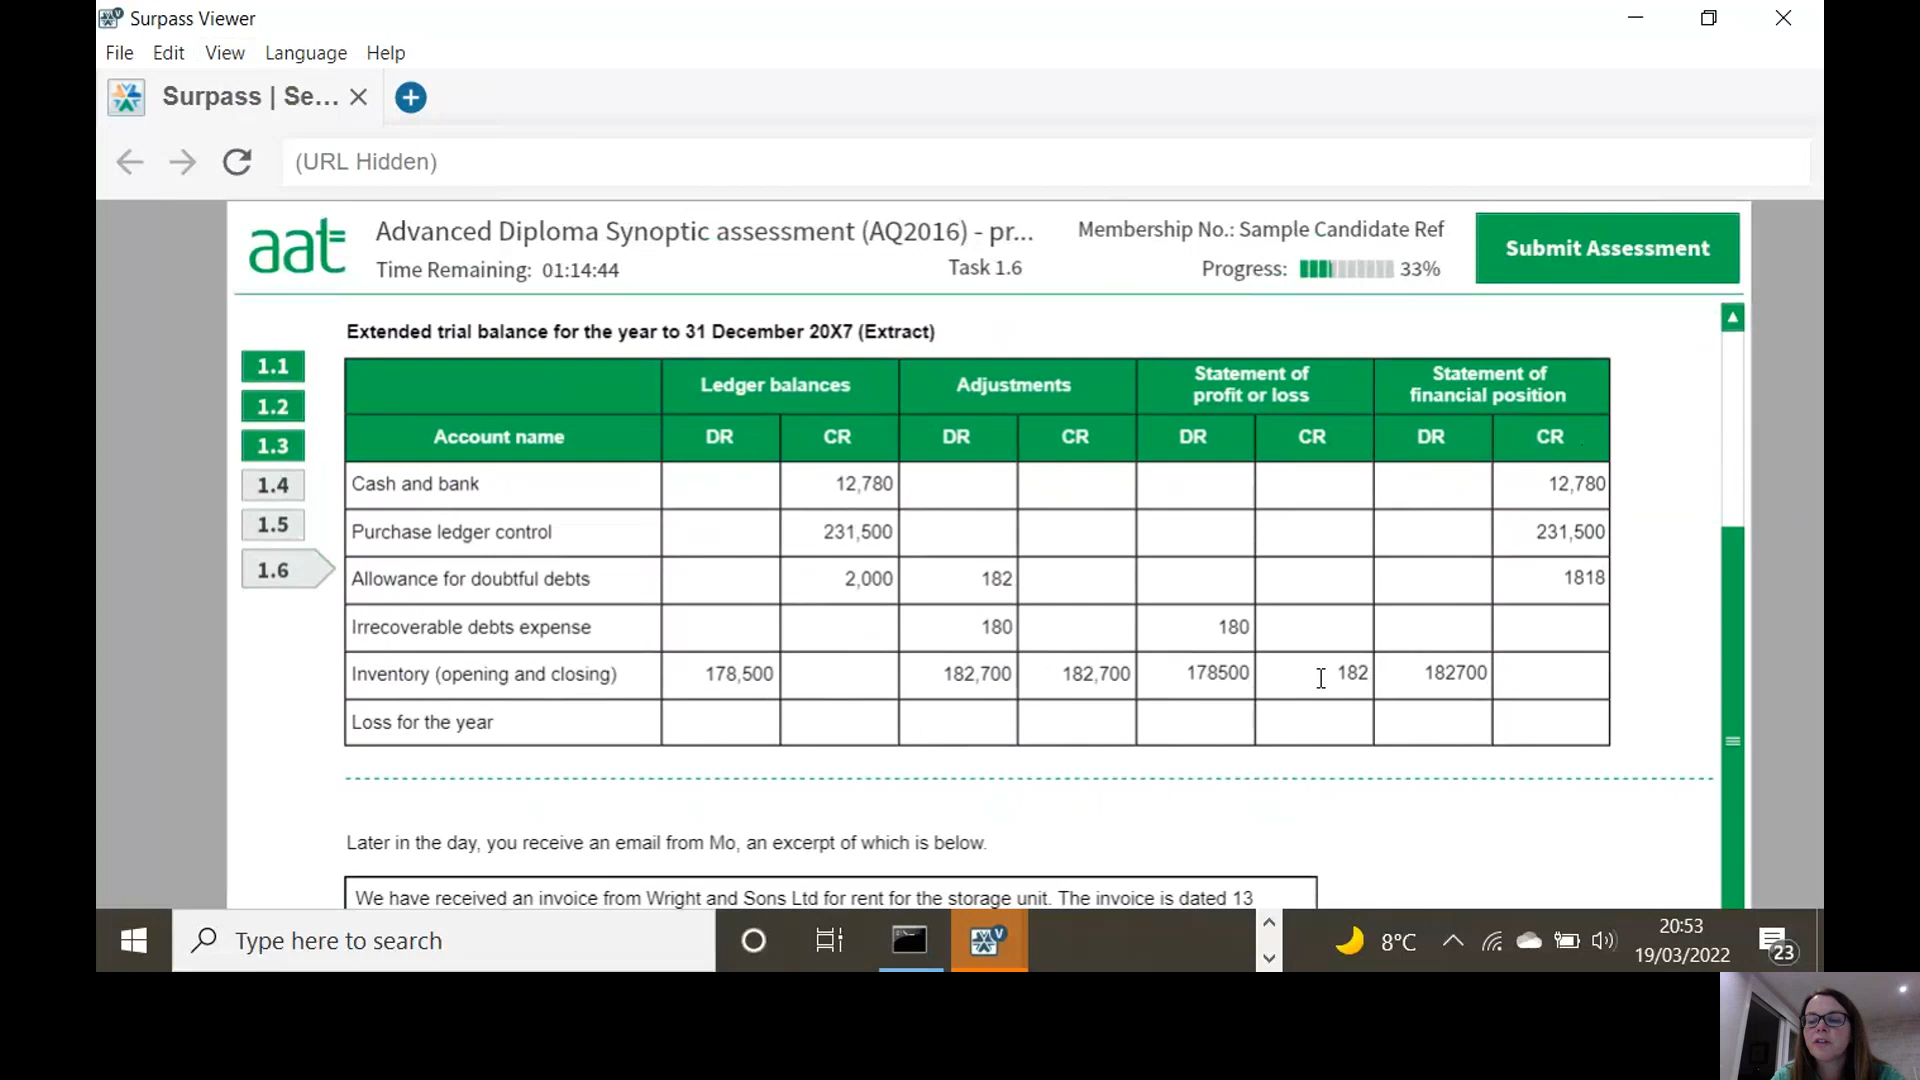 Surpass Viewer
File Edit View Language Help
Surpass | Se...
(URL Hidden)
aat
Advanced Diploma Synoptic assessment (AQ2016) - pr...
Membership No.: Sample Candidate Ref
Submit Assessment
Time Remaining: 01:14:44
Task 1.6
Progress: 33%
Extended trial balance for the year to 31 December 20X7 (Extract)
1.1
1.2
1.3
1.4
1.5
1.6
Ledger balances Adjustments Statement of profit or loss Statement of financial position
Account name DR CR DR CR DR CR DR CR
Cash and bank 12,780 12,780
Purchase ledger control 231,500 231,500
Allowance for doubtful debts 2,000 182 1818
Irrecoverable debts expense 180 180
Inventory (opening and closing) 178,500 182,700 182,700 178500 182 182700
Loss for the year
Later in the day, you receive an email from Mo, an excerpt of which is below.
We have received an invoice from Wright and Sons Ltd for rent for the storage unit. The invoice is dated 13
Type here to search
V
8°C
20:53
19/03/2022
23